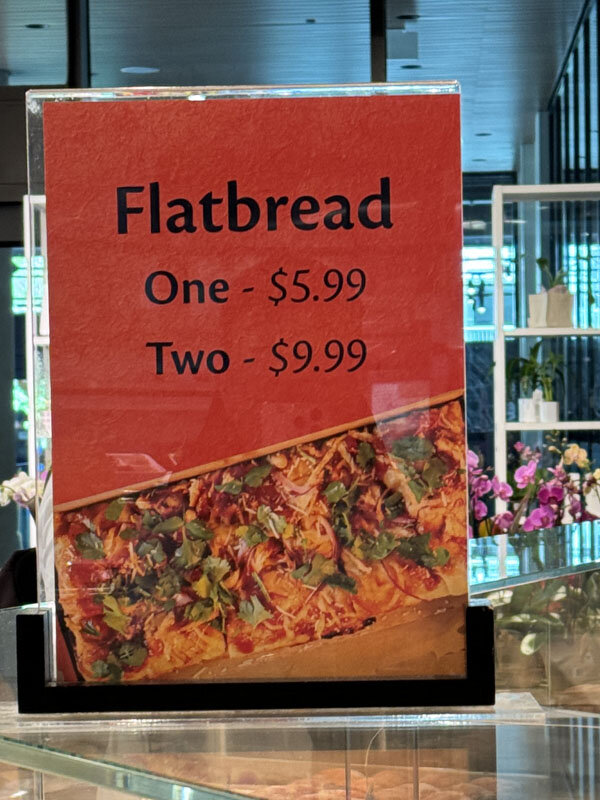 Flatbread
One - $5.99
Two - $9.99